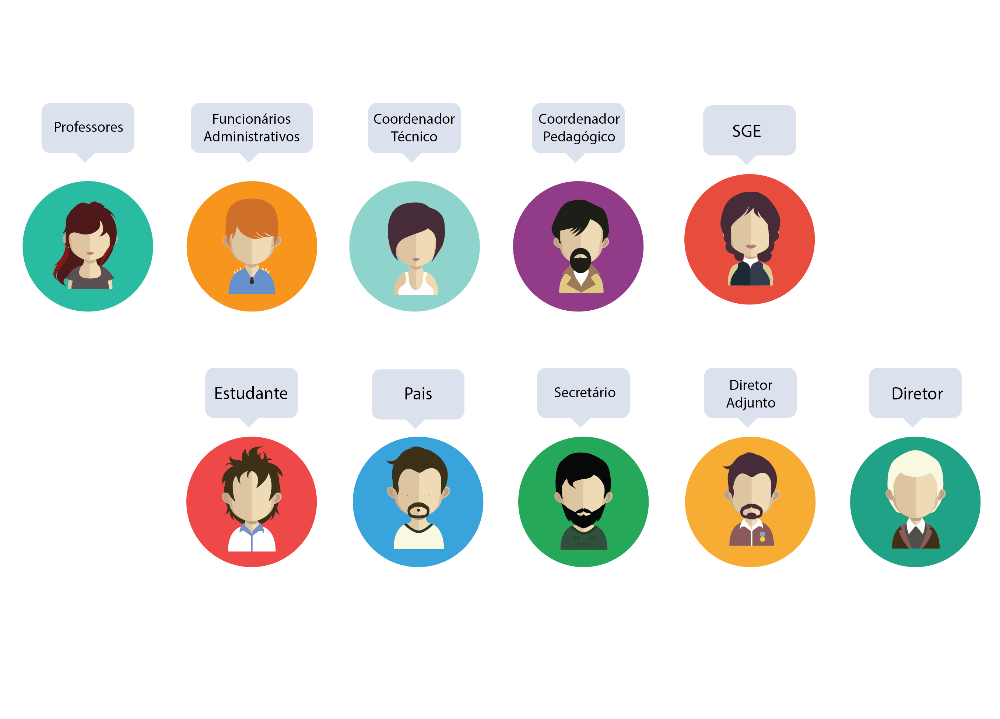 Professores
Funcionários
Administrativos
Coordenador
Técnico
Coordenador
Pedagógico
SGE
Estudante
Pais
Secretário
Diretor
Adjunto
Diretor